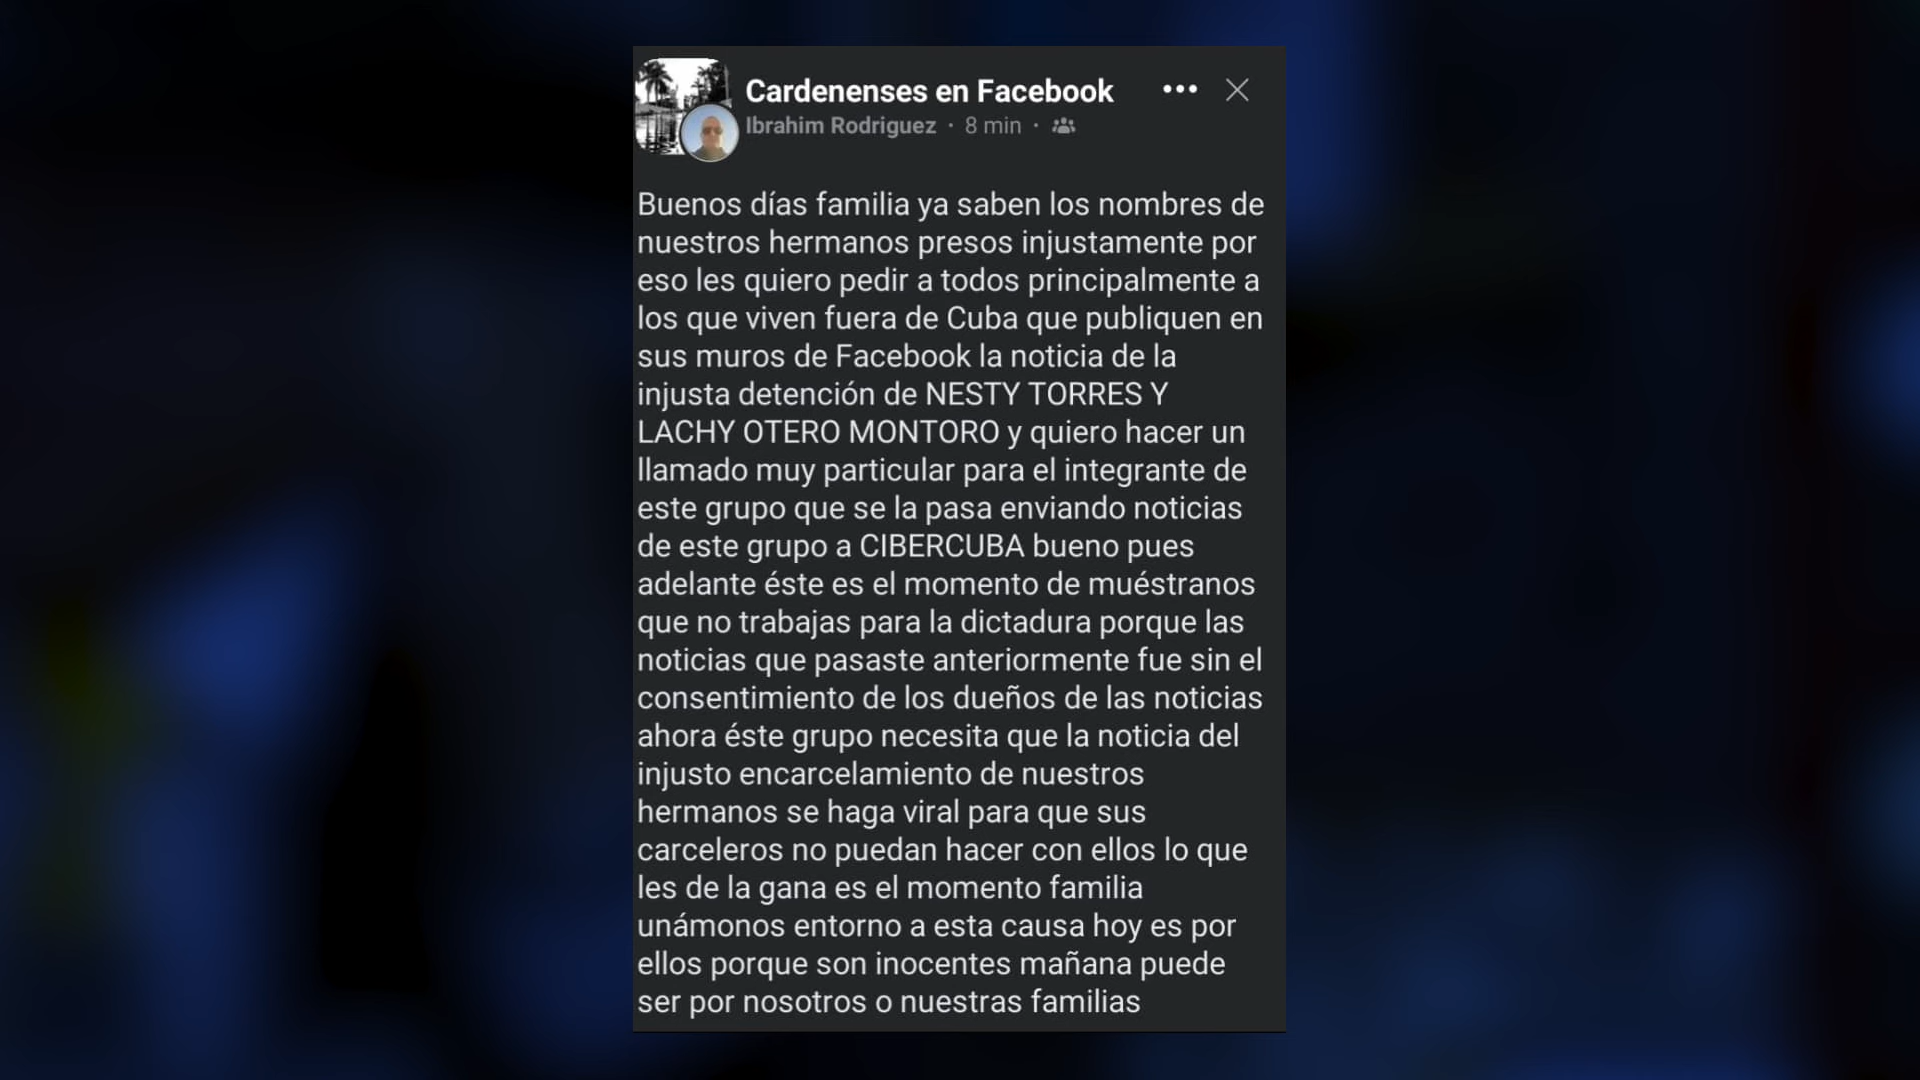 Cardenenses en Facebook
Ibrahim Rodriguez · 8 min ·
Buenos días familia ya saben los nombres de
nuestros hermanos presos injustamente por
eso les quiero pedir a todos principalmente a
los que viven fuera de Cuba que publiquen en
sus muros de Facebook la noticia de la
injusta detención de NESTY TORRES Y
LACHY OTERO MONTORO y quiero hacer un
llamado muy particular para el integrante de
este grupo que se la pasa enviando noticias
de este grupo a CIBERCUBA bueno pues
adelante éste es el momento de muéstranos
que no trabajas para la dictadura porque las
noticias que pasaste anteriormente fue sin el
consentimiento de los dueños de las noticias
ahora éste grupo necesita que la noticia del
injusto encarcelamiento de nuestros
hermanos se haga viral para que sus
carceleros no puedan hacer con ellos lo que
les de la gana es el momento familia
unámonos entorno a esta causa hoy es por
ellos porque son inocentes mañana puede
ser por nosotros o nuestras familias